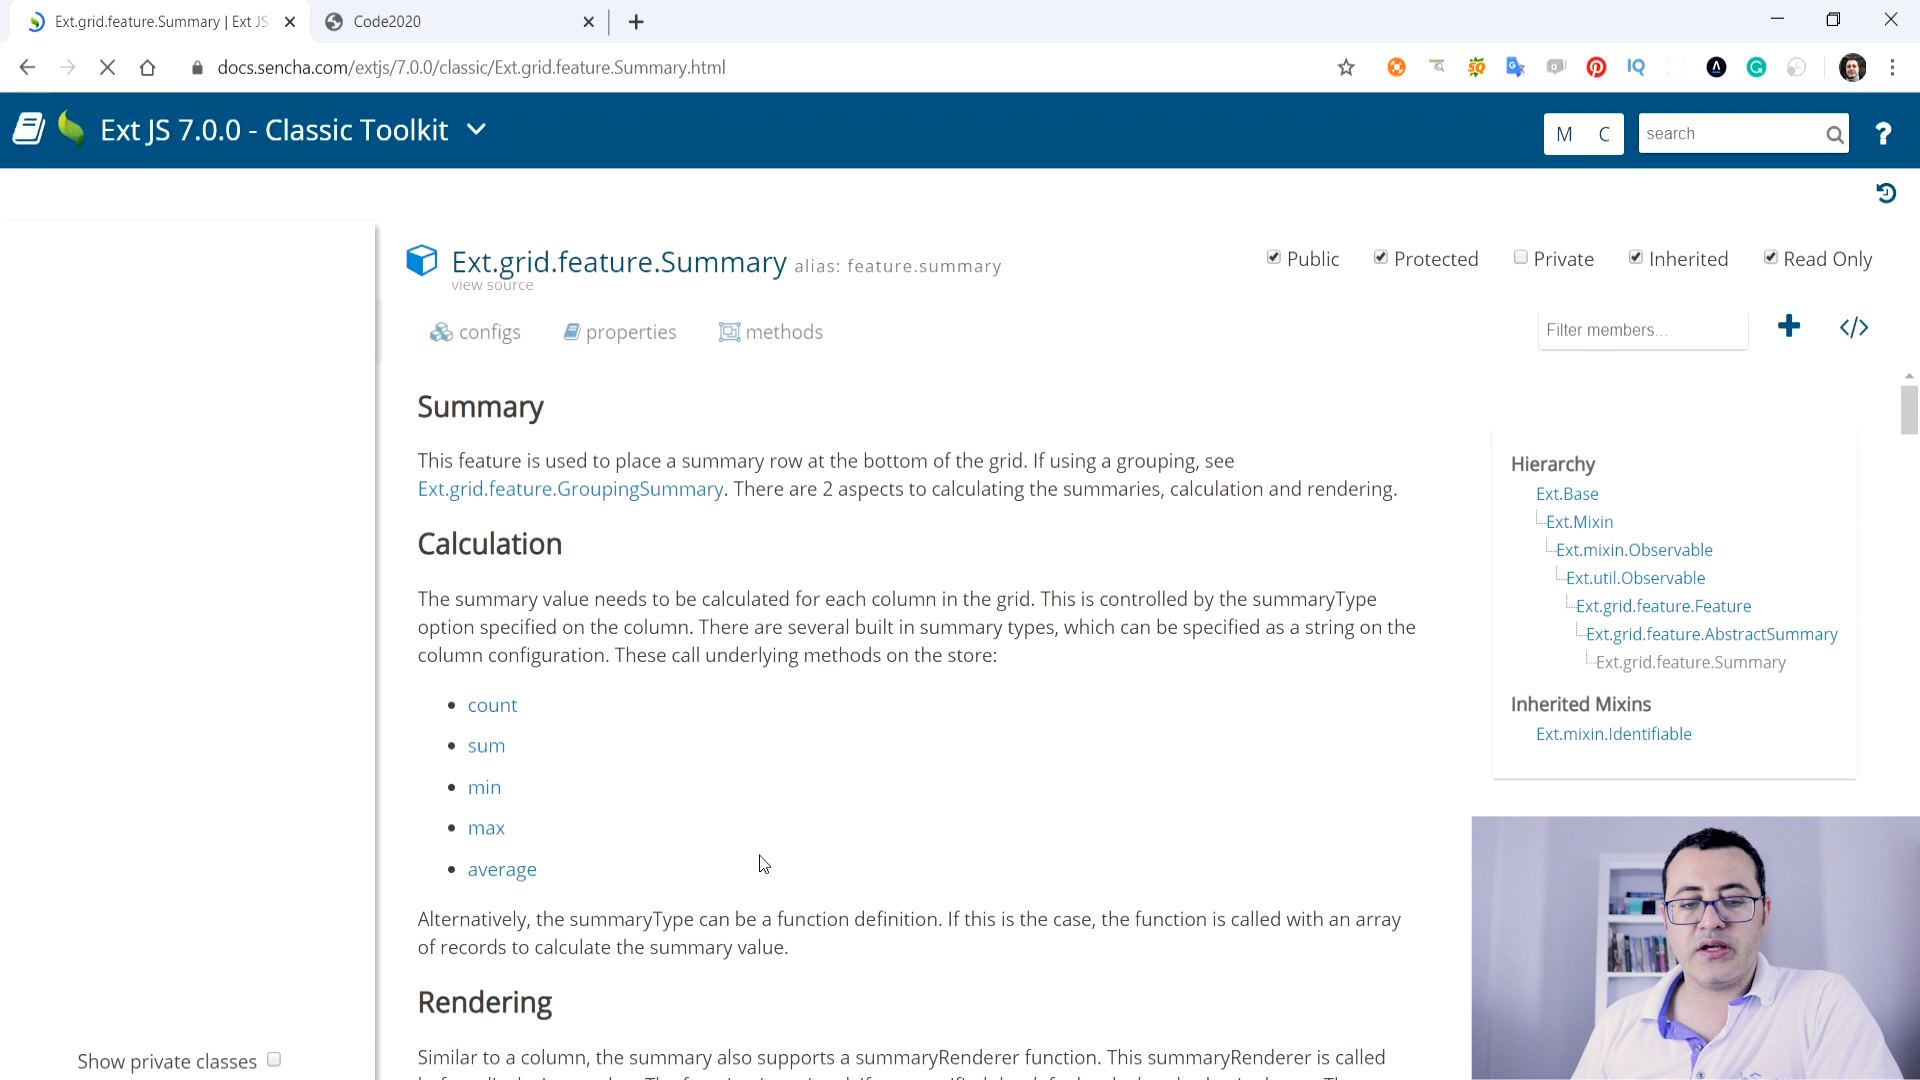 Ext.grid.feature.Summary | Ext JS
Code2020
docs.sencha.com/extjs/7.0.0/classic/Ext.grid.feature.Summary.html
Ext JS 7.0.0 - Classic Toolkit
M C
search
?
Ext.grid.feature.Summary alias: feature.summary
view source
Public Protected Private Inherited Read Only
configs properties methods
Filter members...
Summary
This feature is used to place a summary row at the bottom of the grid. If using a grouping, see
Ext.grid.feature.GroupingSummary. There are 2 aspects to calculating the summaries, calculation and rendering.
Calculation
The summary value needs to be calculated for each column in the grid. This is controlled by the summaryType
option specified on the column. There are several built in summary types, which can be specified as a string on the
column configuration. These call underlying methods on the store:
count
sum
min
max
average
Alternatively, the summaryType can be a function definition. If this is the case, the function is called with an array
of records to calculate the summary value.
Rendering
Similar to a column, the summary also supports a summaryRenderer function. This summaryRenderer is called
Hierarchy
Ext.Base
Ext.Mixin
Ext.mixin.Observable
Ext.util.Observable
Ext.grid.feature.Feature
Ext.grid.feature.AbstractSummary
Ext.grid.feature.Summary
Inherited Mixins
Ext.mixin.Identifiable
Show private classes